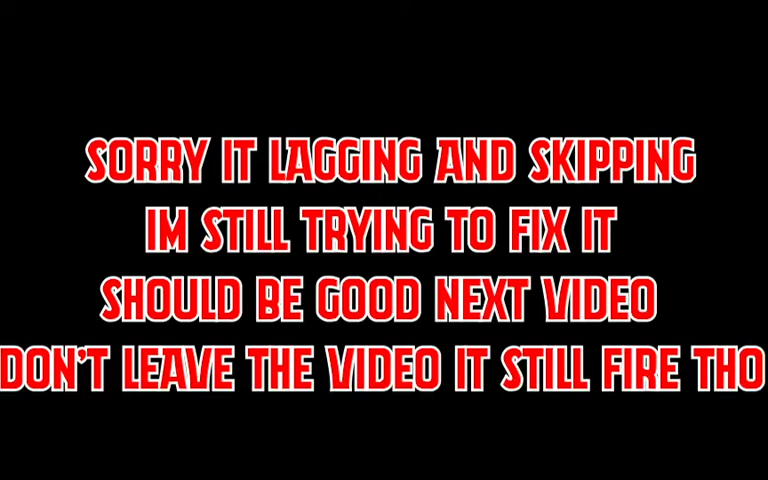 SORRY IT LAGGING AND SKIPPING
IM STILL TRYING TO FIX IT
SHOULD BE GOOD NEXT VIDEO
DON'T LEAVE THE VIDEO IT STILL FIRE THO